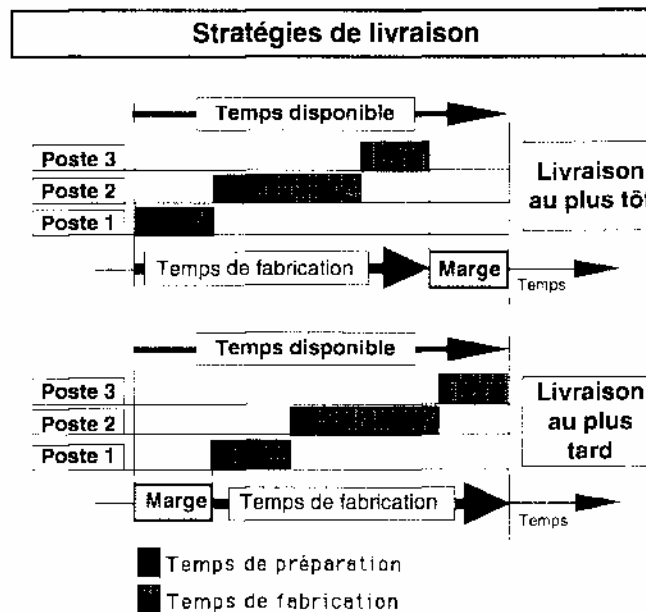 Stratégies de livraison
Temps disponible
Poste 3
Poste 2
Poste 1
Livraison
au plus tôt
Temps de fabrication
Marge
Temps
Temps disponible
Poste 3
Poste 2
Poste 1
Livraison
au plus
tard
Marge
Temps de fabrication
Temps
Temps de préparation
Temps de fabrication